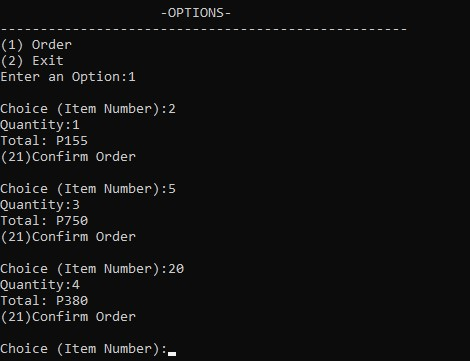 -OPTIONS-
---------------------------------------------------
(1) Order
(2) Exit
Enter an Option:1
Choice (Item Number):2
Quantity:1
Total: P155
(21)Confirm Order
Choice (Item Number):5
Quantity:3
Total: P750
(21)Confirm Order
Choice (Item Number):20
Quantity:4
Total: P380
(21)Confirm Order
Choice (Item Number):